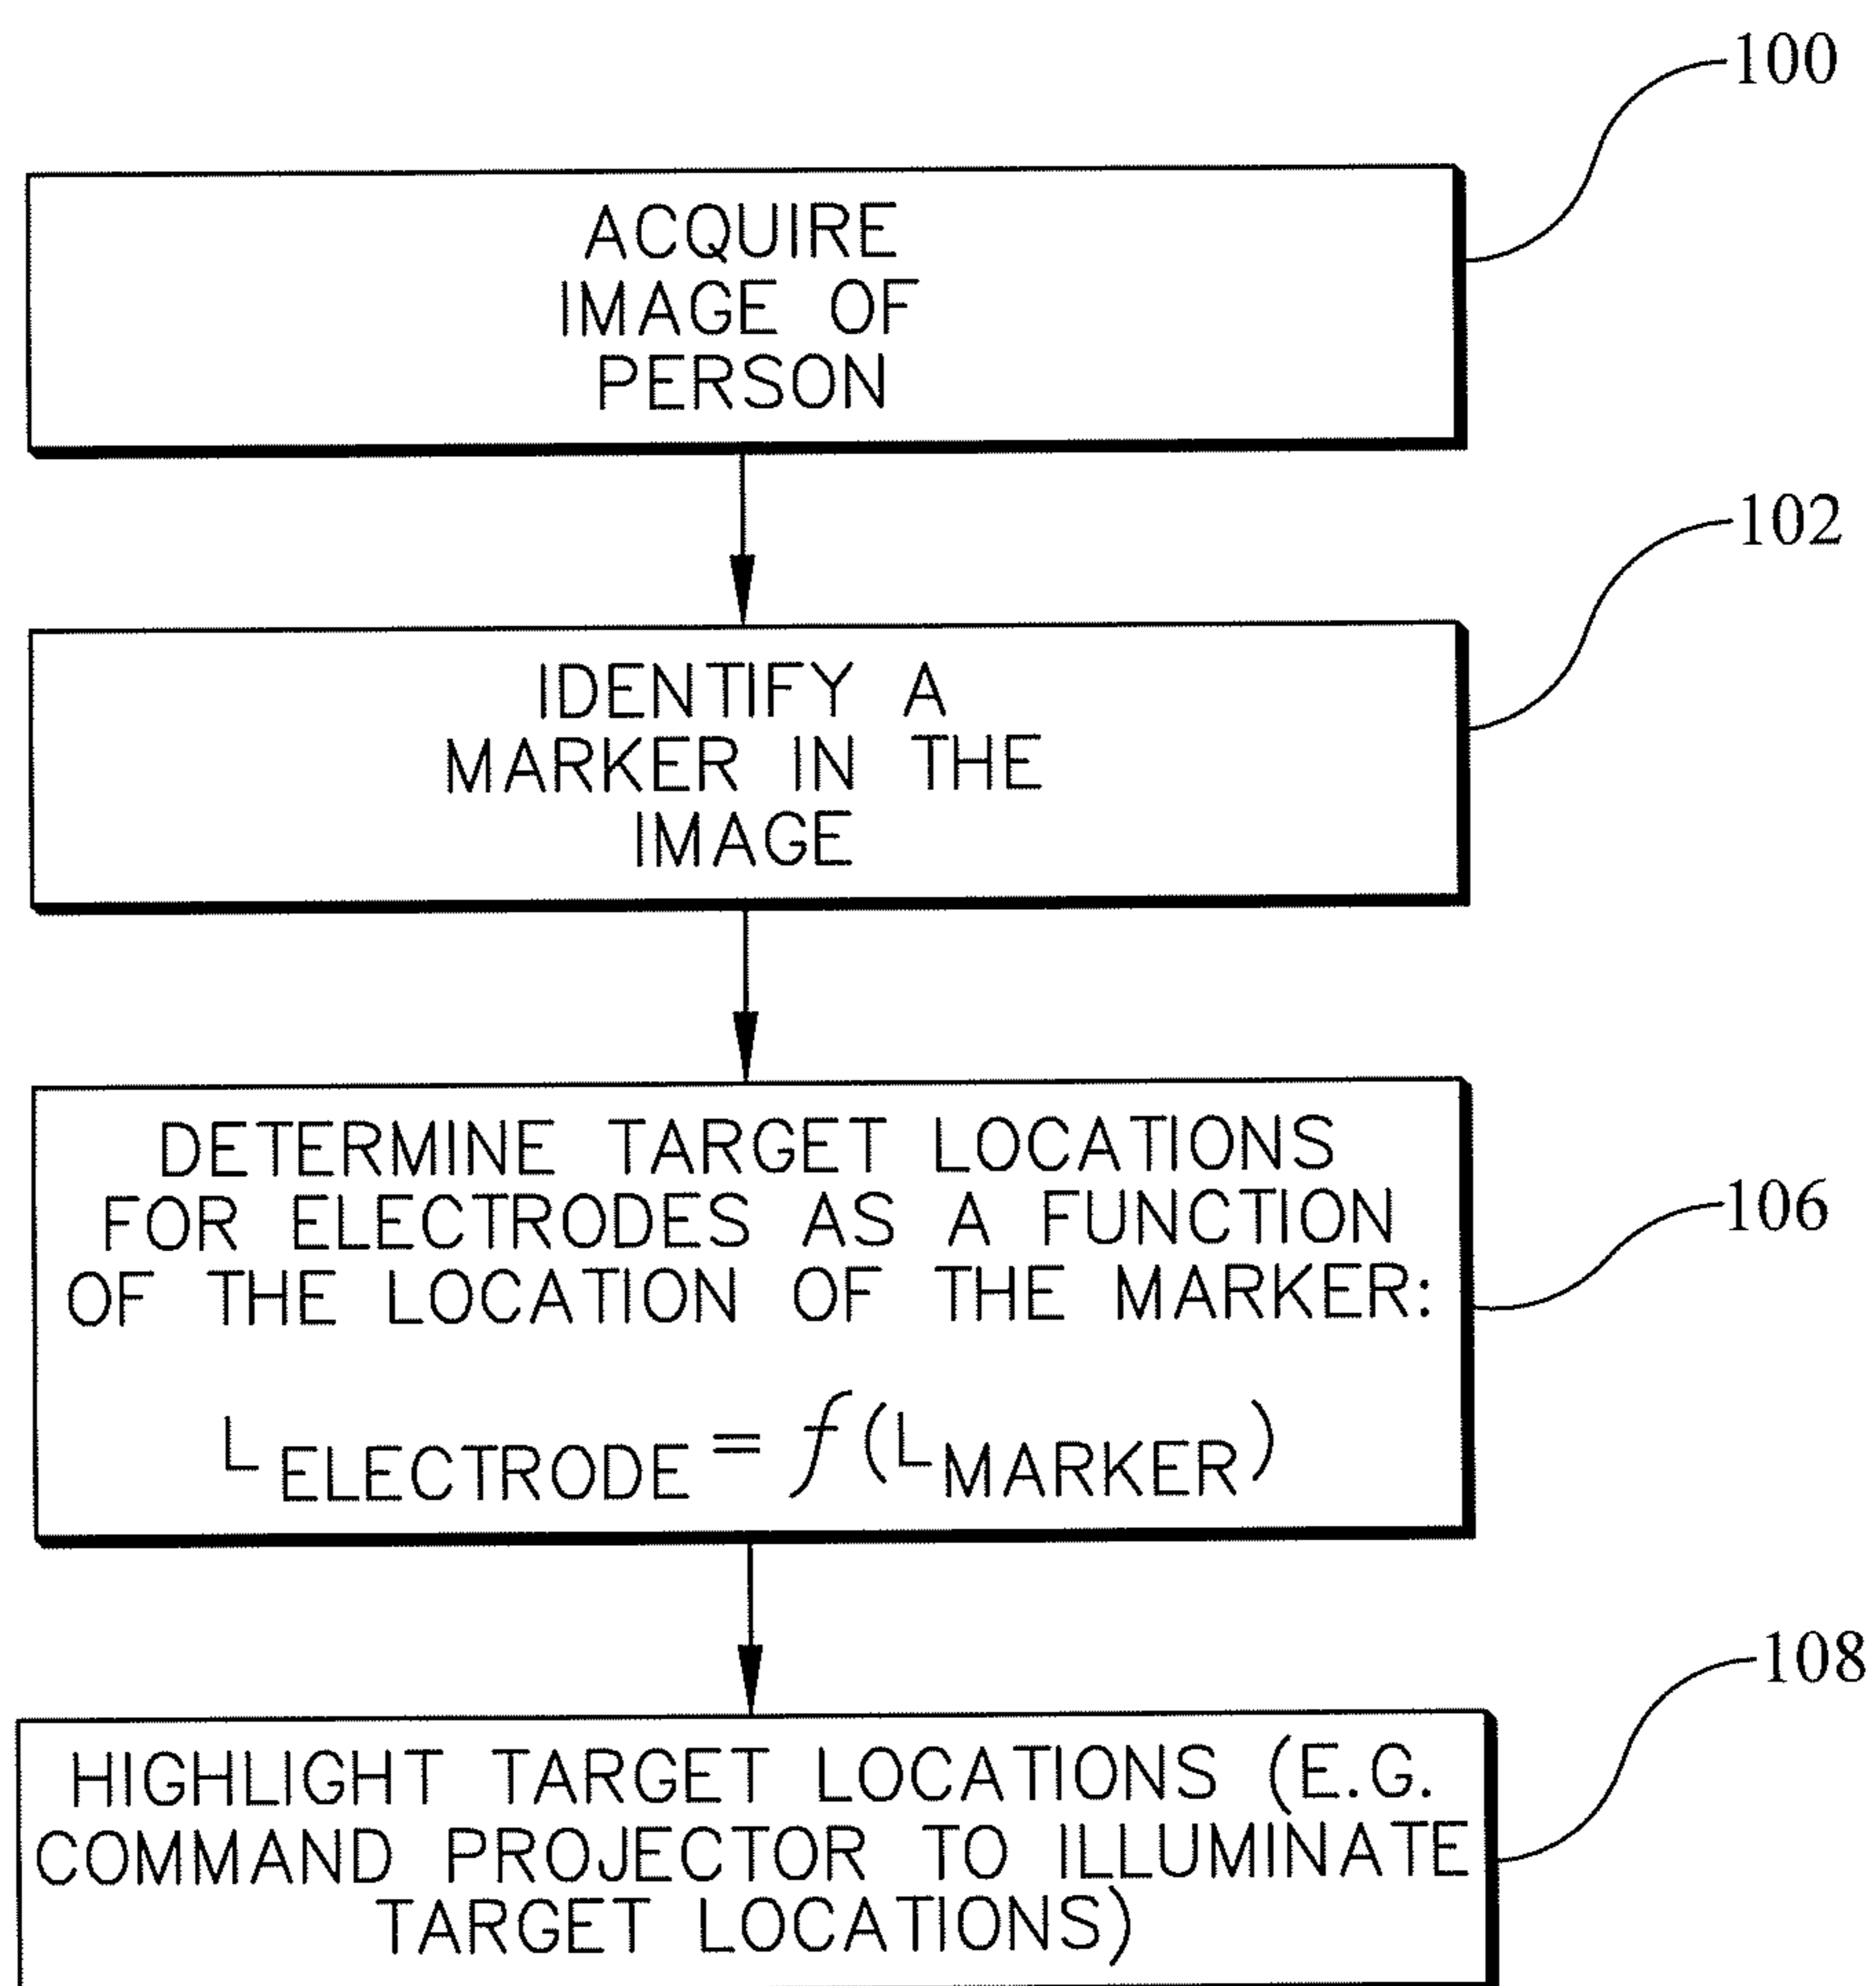 100
ACQUIRE
IMAGE OF
PERSON
102
IDENTIFY A
MARKER IN THE
IMAGE
DETERMINE TARGET LOCATIONS
FOR ELECTRODES AS A FUNCTION
OF THE LOCATION OF THE MARKER:
106
L ELECTRODE = f(L MARKER)
108
HIGHLIGHT TARGET LOCATIONS (E.G.
COMMAND PROJECTOR TO ILLUMINATE
TARGET LOCATIONS)